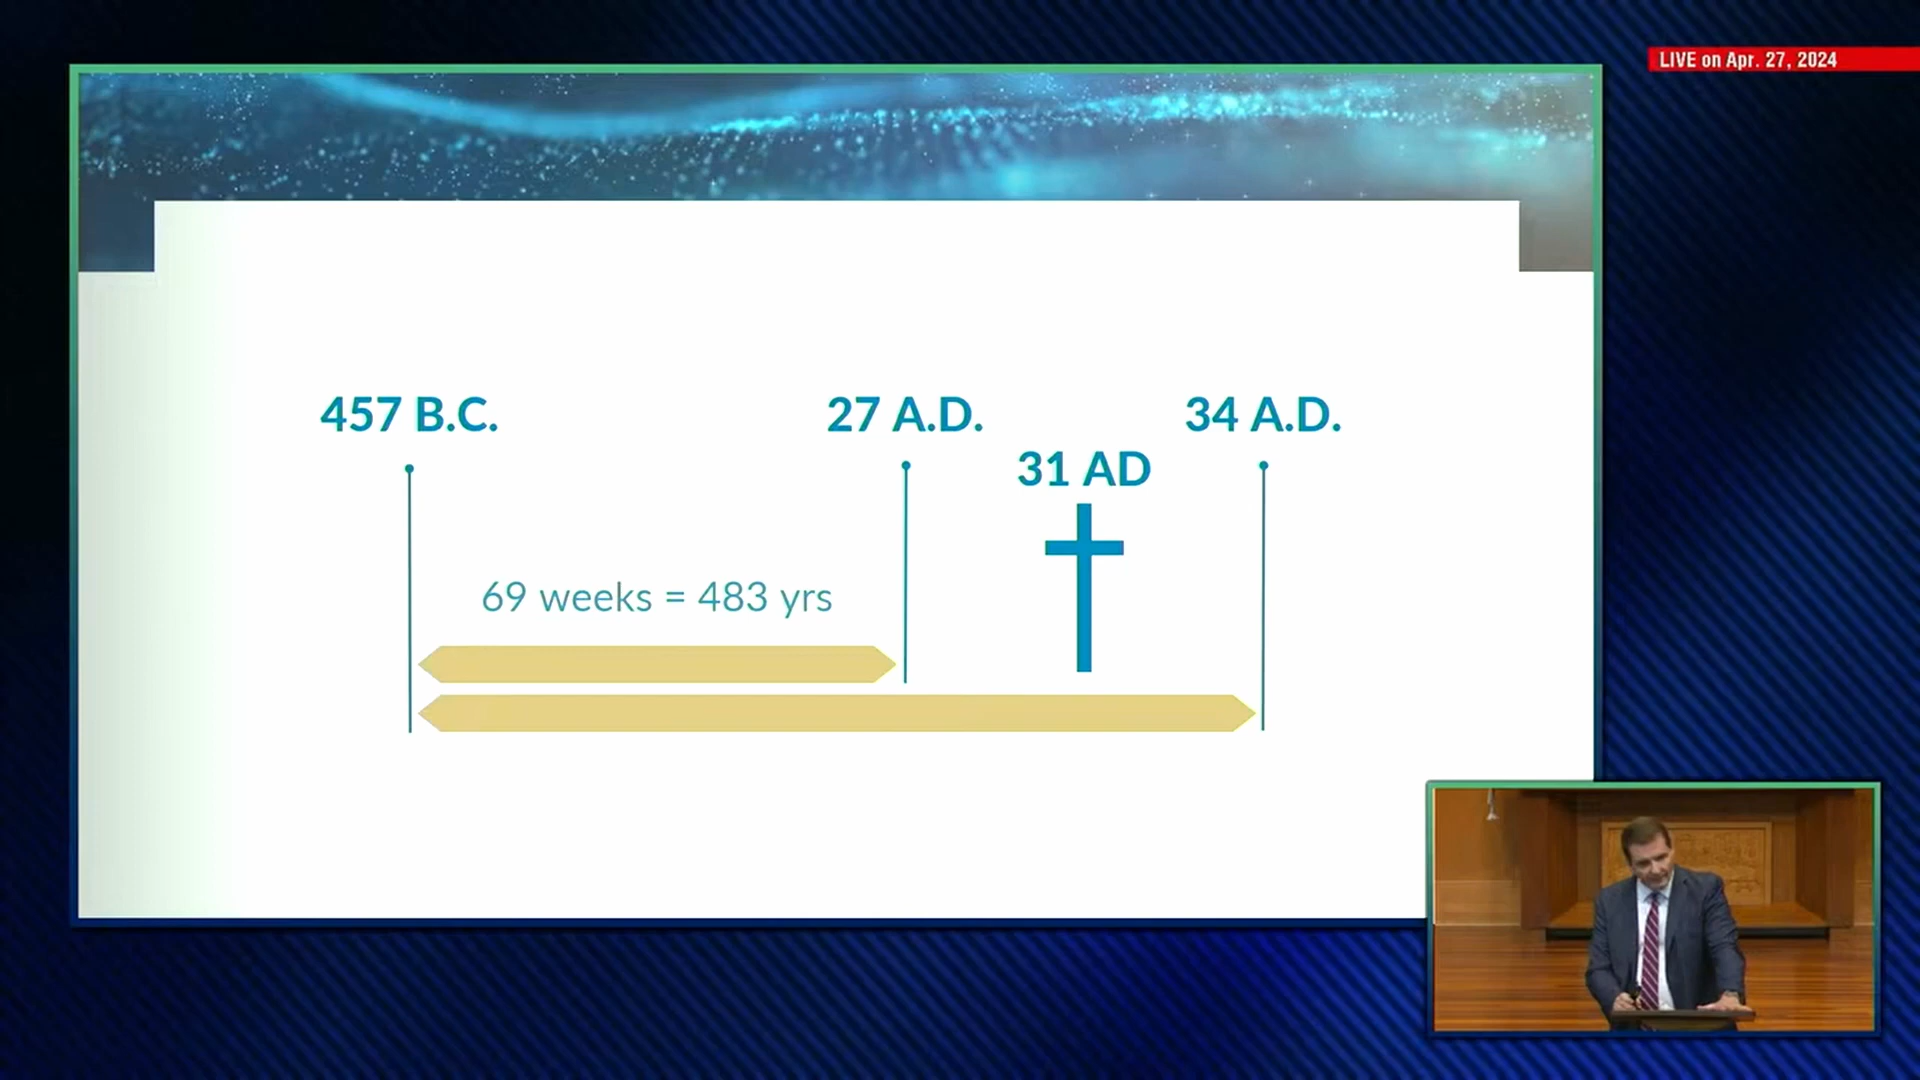 LIVE on Apr. 27, 2024
457 B.C.
27 A.D.
34 A.D.
31 AD
69 weeks = 483 yrs